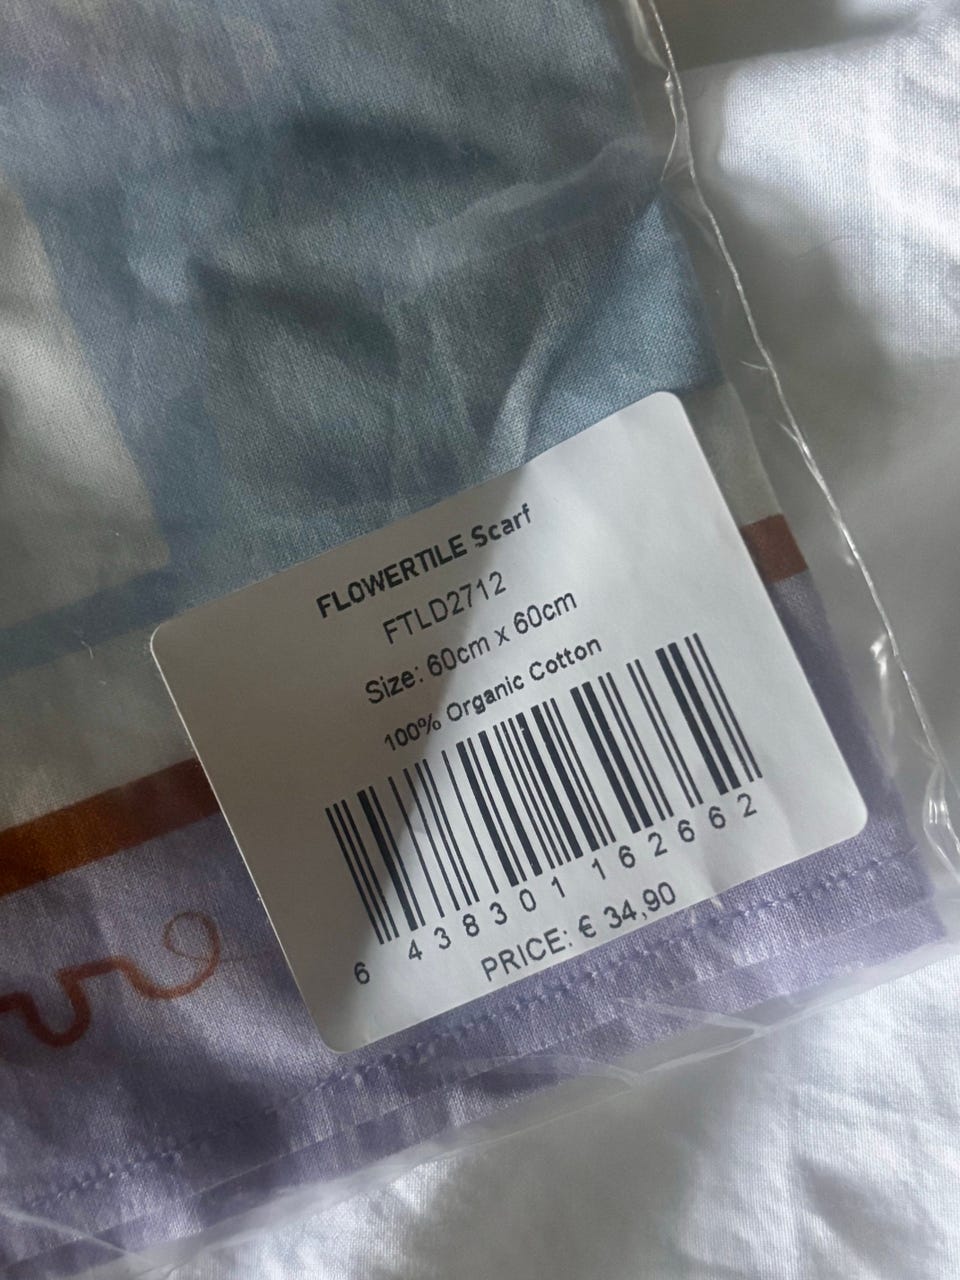 FLOWERTILE Scarf
FTLD2712
Size: 60cm x 60cm
100% Organic Cotton
6 438301 162662
PRICE: € 34,90